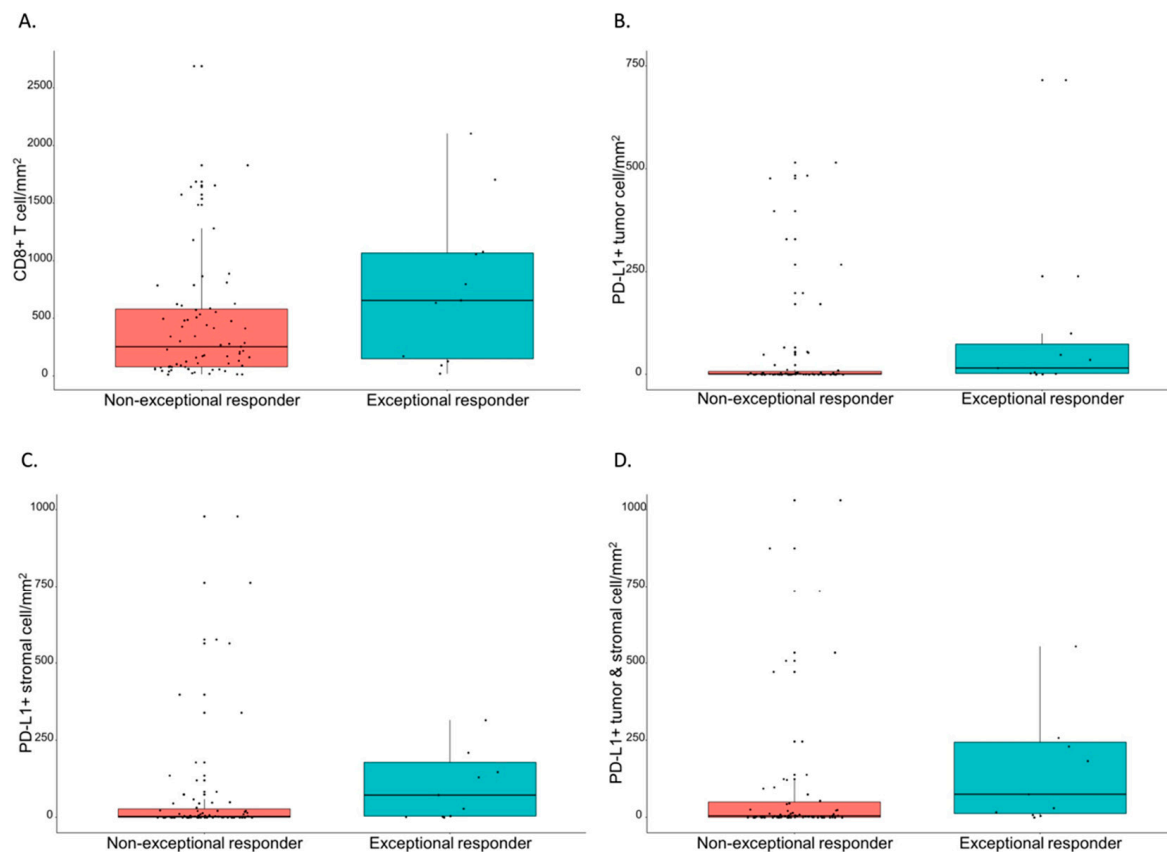 A.
CD8+ T cell/mm2
2500
2000
1500
1000
500
0
Non-exceptional responder
Exceptional responder
B.
PD-L1+ tumor cell/mm2
750
500
250
0
Non-exceptional responder
Exceptional responder
C.
PD-L1+ stromal cell/mm2
1000
750
500
250
0
Non-exceptional responder
Exceptional responder
D.
PD-L1+ tumor & stromal cell/mm2
1000
750
500
250
0
Non-exceptional responder
Exceptional responder